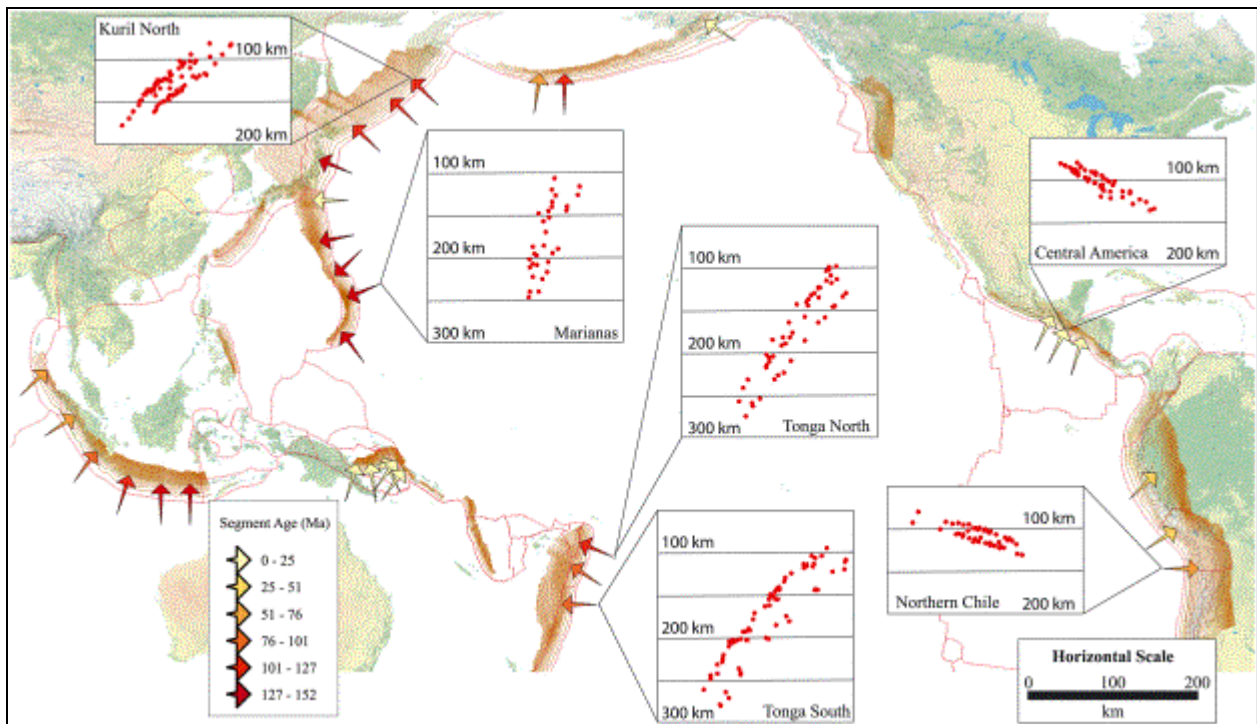 Kuril North
100 km
200 km
100 km
200 km
300 km
Marianas
100 km
200 km
300 km
Tonga North
100 km
Central America 200 km
100 km
Northern Chile 200 km
100 km
200 km
300 km
Tonga South
Segment Age (Ma)
0 - 25
25 - 51
51 - 76
76 - 101
101 - 127
127 - 152
Horizontal Scale
0 100 200
km